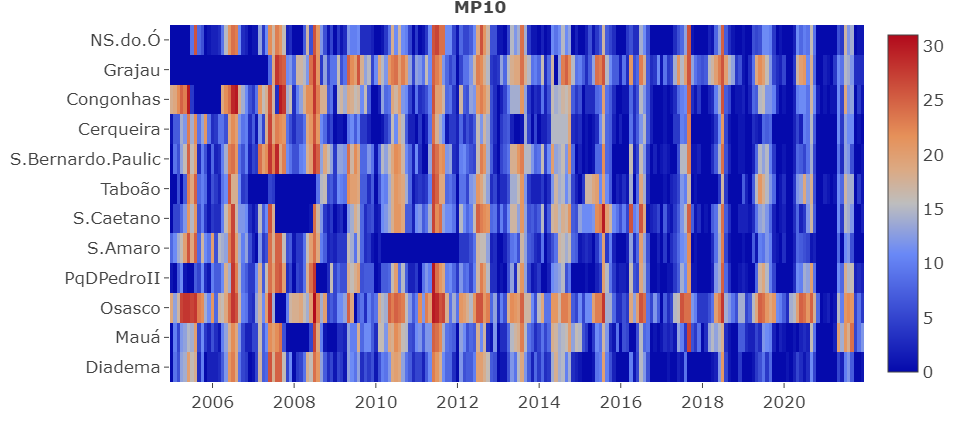 MP10
NS.do.Ó
Grajau
Congonhas
Cerqueira
S.Bernardo.Paulic
Taboão
S.Caetano
S.Amaro
PqDPedroII
Osasco
Mauá
Diadema
2006 2008 2010 2012 2014 2016 2018 2020
30
25
20
15
10
5
0